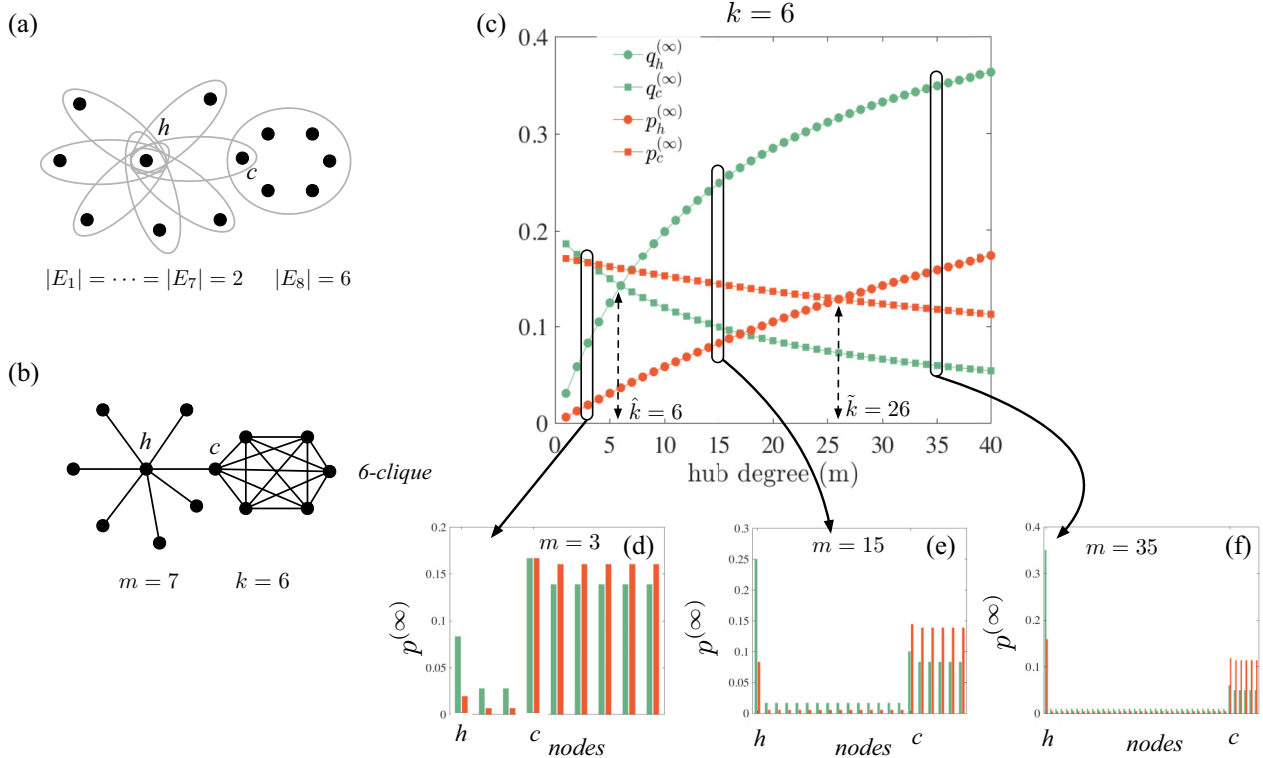 (a)
h
c
|E₁| = ⋯ = |E₇| = 2
|E₈| = 6
(b)
h
c
6-clique
m = 7
k = 6
(c)
k = 6
0.4
0.3
0.2
0.1
0
q_h^(∞)
q_c^(∞)
p_h^(∞)
p_c^(∞)
k̂ = 6
k̃ = 26
0 5 10 15 20 25 30 35 40
hub degree (m)
(d)
m = 3
0.2
0.15
0.1
0.05
0
p^(∞)
h
c
nodes
(e)
m = 15
0.3
0.25
0.2
0.15
0.1
0.05
0
p^(∞)
h
c
nodes
(f)
m = 35
0.4
0.3
0.2
0.1
0
p^(∞)
h
nodes
c